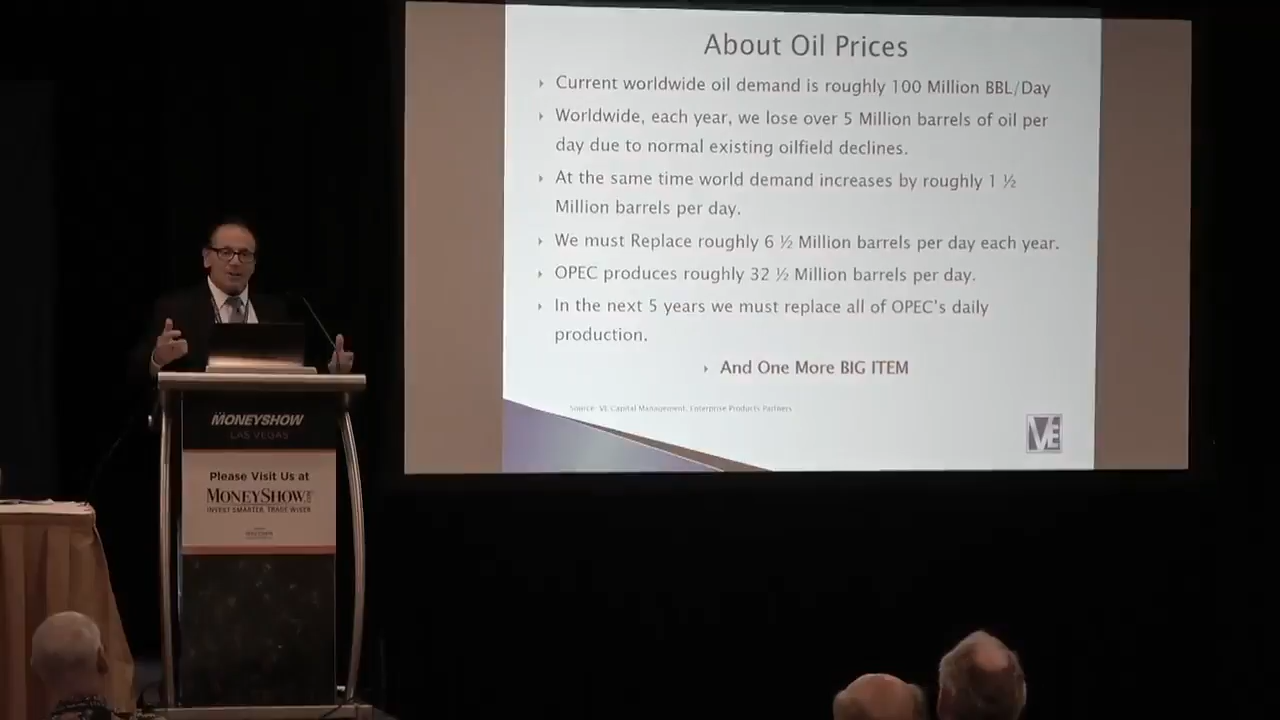 About Oil Prices
Current worldwide oil demand is roughly 100 Million BBL/Day
Worldwide, each year, we lose over 5 Million barrels of oil per
day due to normal existing oilfield declines.
At the same time world demand increases by roughly 1 ½
Million barrels per day.
We must Replace roughly 6 ½ Million barrels per day each year.
OPEC produces roughly 32 ½ Million barrels per day.
In the next 5 years we must replace all of OPEC's daily
production.
And One More BIG ITEM
Source: VE Capital Management, Enterprise Products Partners
VE
MONEYSHOW
LAS VEGAS
Please Visit Us at
MONEYSHOW.COM
INVEST SMARTER, TRADE WISER